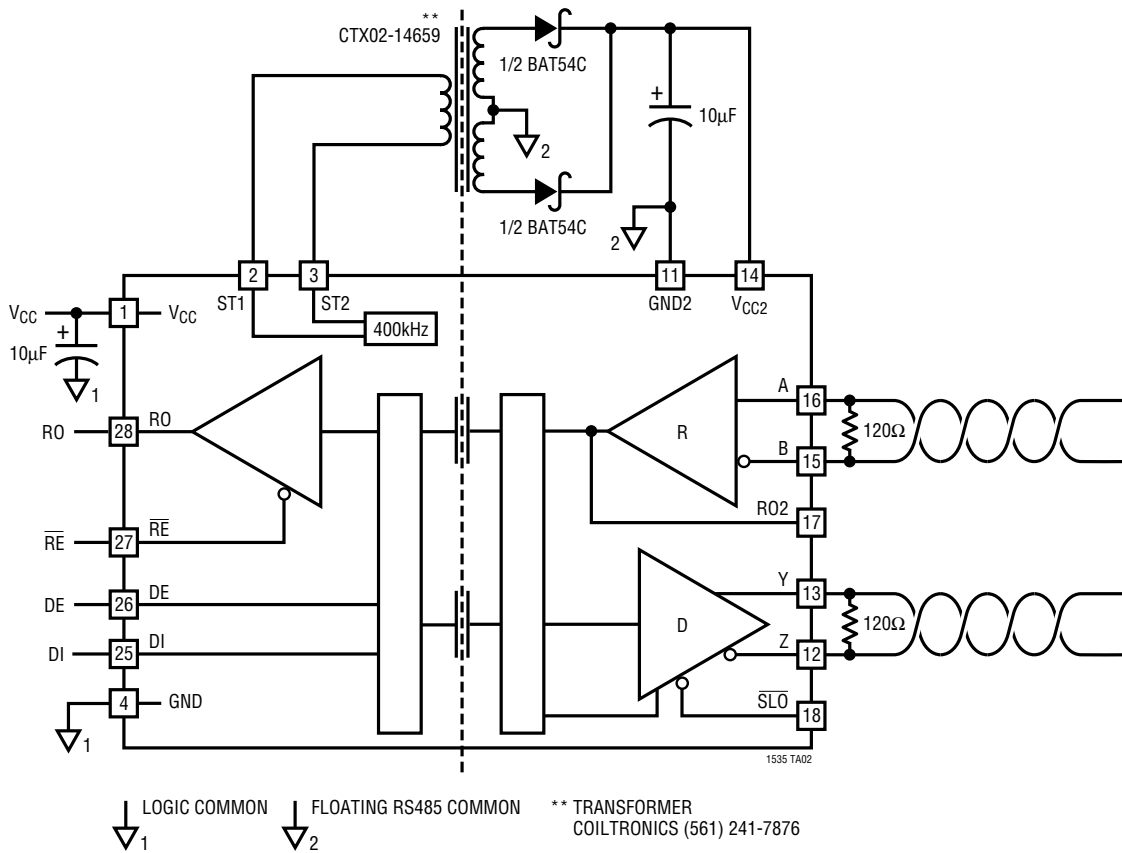 **
CTX02-14659
1/2 BAT54C
+
10µF
2
1/2 BAT54C
2
2
3
11
14
ST1
ST2
GND2
VCC2
VCC
1
VCC
400kHz
+
10µF
1
A
16
RO
28
RO
R
120Ω
B
15
RO2
17
RE
27
RE
Y
13
DE
26
DE
D
120Ω
Z
12
DI
25
DI
SLO
18
4
GND
1
1535 TA02
LOGIC COMMON
1
FLOATING RS485 COMMON
2
** TRANSFORMER
COILTRONICS (561) 241-7876